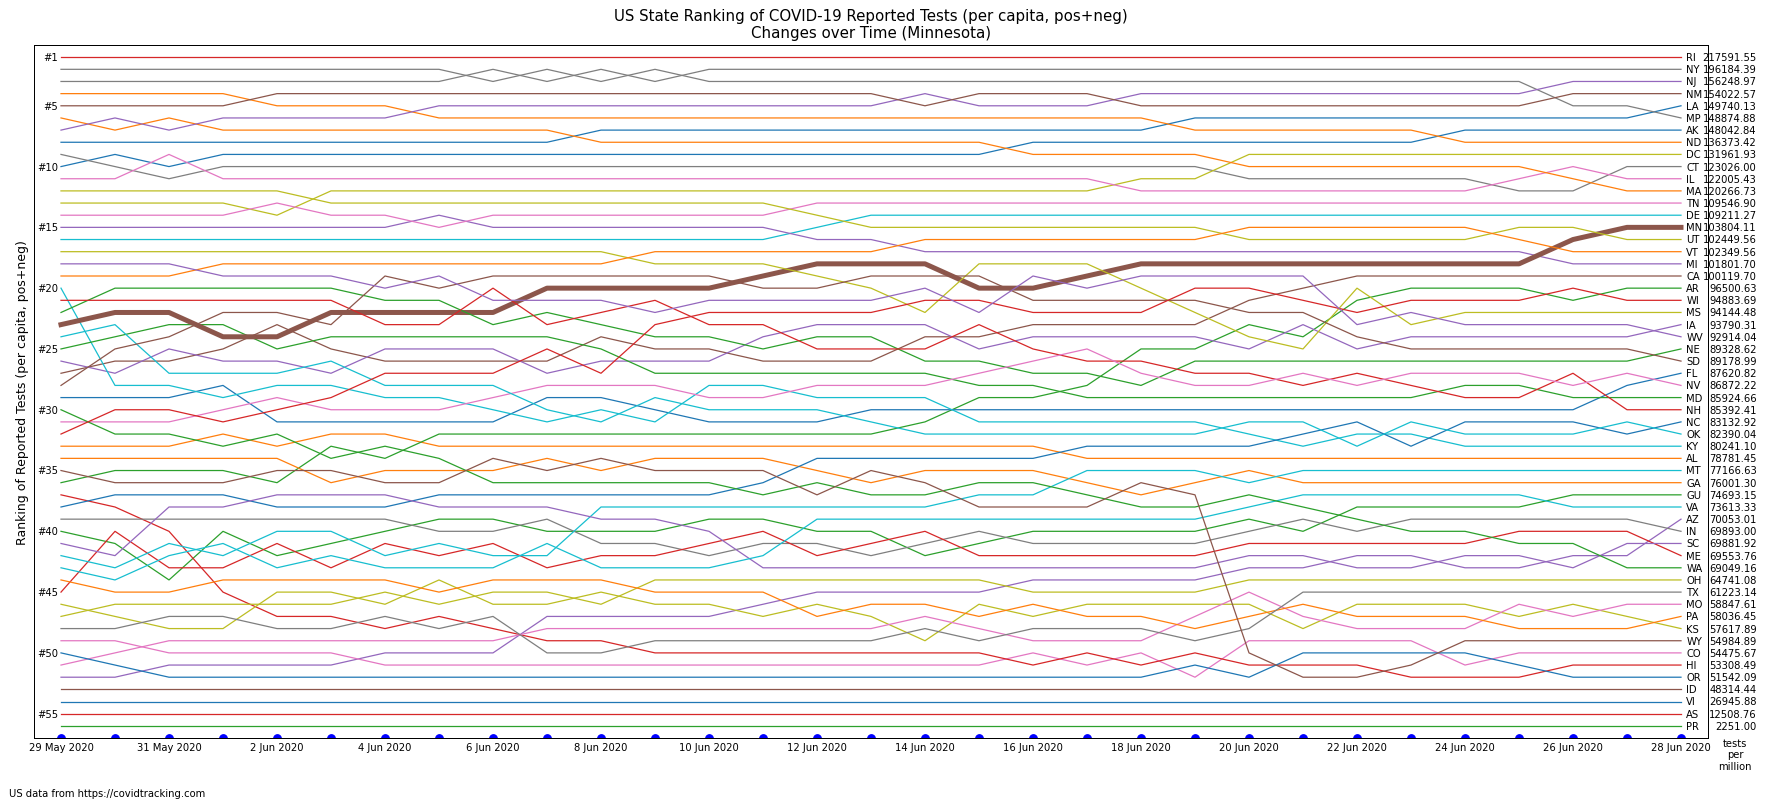 US State Ranking of COVID-19 Reported Tests (per capita, pos+neg)
Changes over Time (Minnesota)
Ranking of Reported Tests (per capita, pos+neg)
#1
#5
#10
#15
#20
#25
#30
#35
#40
#45
#50
#55
RI 217591.55
NY 196184.39
NJ 156248.97
NM 154022.57
LA 149740.13
MP 148874.88
AK 148042.84
ND 136373.42
DC 131961.93
CT 123026.00
IL 122005.43
MA 120266.73
TN 109546.90
DE 109211.27
MN 103804.11
UT 102449.56
VT 102349.56
MI 101801.70
CA 100119.70
AR 96500.63
WI 94883.69
MS 94144.48
IA 93790.31
WV 92914.04
NE 89328.62
SD 89178.99
FL 87620.82
NV 86872.22
MD 85924.66
NH 85392.41
NC 83132.92
OK 82390.04
KY 80241.10
AL 78781.45
MT 77166.63
GA 76001.30
GU 74693.15
VA 73613.33
AZ 70053.01
IN 69893.00
SC 69881.92
ME 69553.76
WA 69049.16
OH 64741.08
TX 61223.14
MO 58847.61
PA 58036.45
KS 57617.89
WY 54984.89
CO 54475.67
HI 53308.49
OR 51542.09
ID 48314.44
VI 26945.88
AS 12508.76
PR 2251.00
29 May 2020 31 May 2020 2 Jun 2020 4 Jun 2020 6 Jun 2020 8 Jun 2020 10 Jun 2020 12 Jun 2020 14 Jun 2020 16 Jun 2020 18 Jun 2020 20 Jun 2020 22 Jun 2020 24 Jun 2020 26 Jun 2020 28 Jun 2020
tests
per
million
US data from https://covidtracking.com